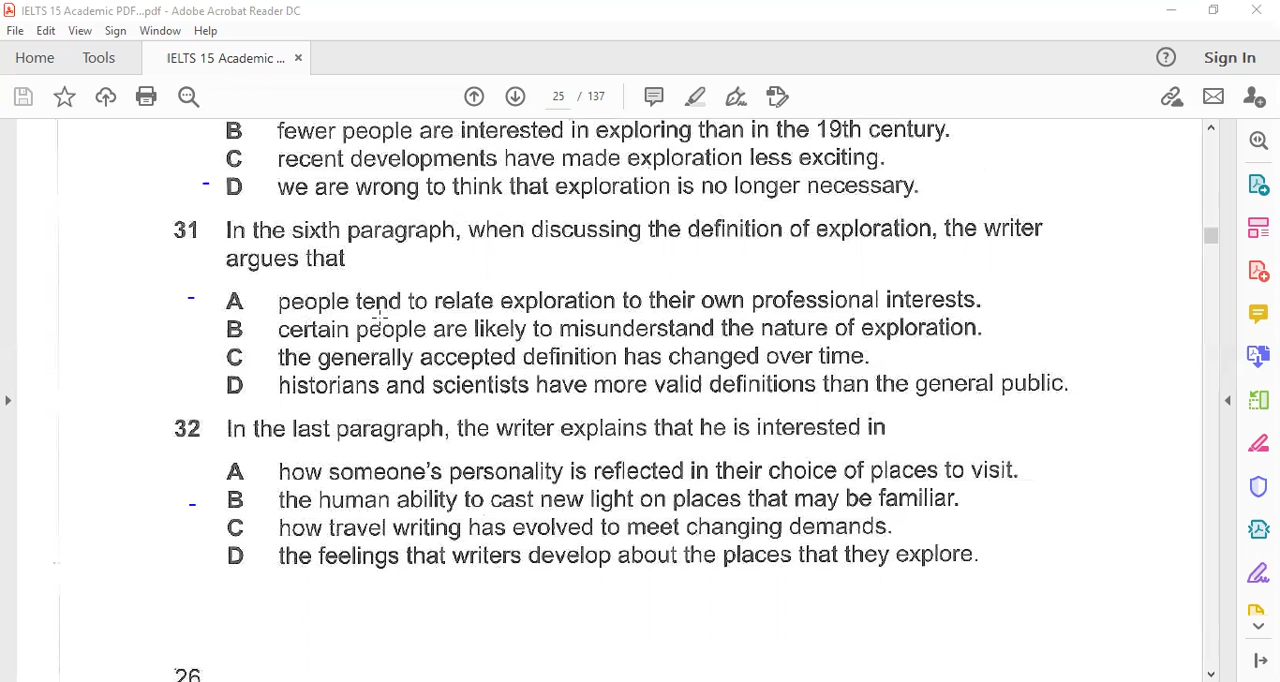 IELTS 15 Academic PDF...pdf - Adobe Acrobat Reader DC
File Edit View Sign Window Help
Home Tools IELTS 15 Academic ... × Sign In
25 / 137
B fewer people are interested in exploring than in the 19th century.
C recent developments have made exploration less exciting.
- D we are wrong to think that exploration is no longer necessary.
31 In the sixth paragraph, when discussing the definition of exploration, the writer
argues that
- A people tend to relate exploration to their own professional interests.
B certain people are likely to misunderstand the nature of exploration.
C the generally accepted definition has changed over time.
D historians and scientists have more valid definitions than the general public.
32 In the last paragraph, the writer explains that he is interested in
A how someone's personality is reflected in their choice of places to visit.
- B the human ability to cast new light on places that may be familiar.
C how travel writing has evolved to meet changing demands.
D the feelings that writers develop about the places that they explore.
26